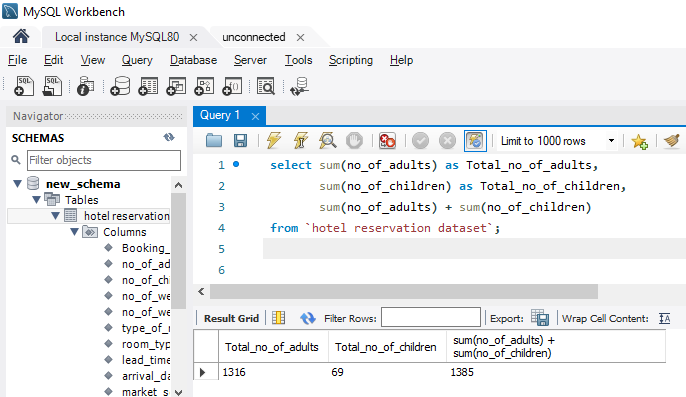 MySQL Workbench
Local instance MySQL80 × unconnected ×
File Edit View Query Database Server Tools Scripting Help
Navigator
SCHEMAS
Filter objects
new_schema
Tables
hotel reservation
Columns
Booking_
no_of_ad
no_of_ch
no_of_we
no_of_we
type_of_r
room_typ
lead_time
arrival_da
market_s
Query 1 ×
Limit to 1000 rows
1 select sum(no_of_adults) as Total_no_of_adults,
2 sum(no_of_children) as Total_no_of_children,
3 sum(no_of_adults) + sum(no_of_children)
4 from `hotel reservation dataset`;
5
6
Result Grid Filter Rows: Export: Wrap Cell Content:
Total_no_of_adults Total_no_of_children sum(no_of_adults) +
sum(no_of_children)
1316 69 1385